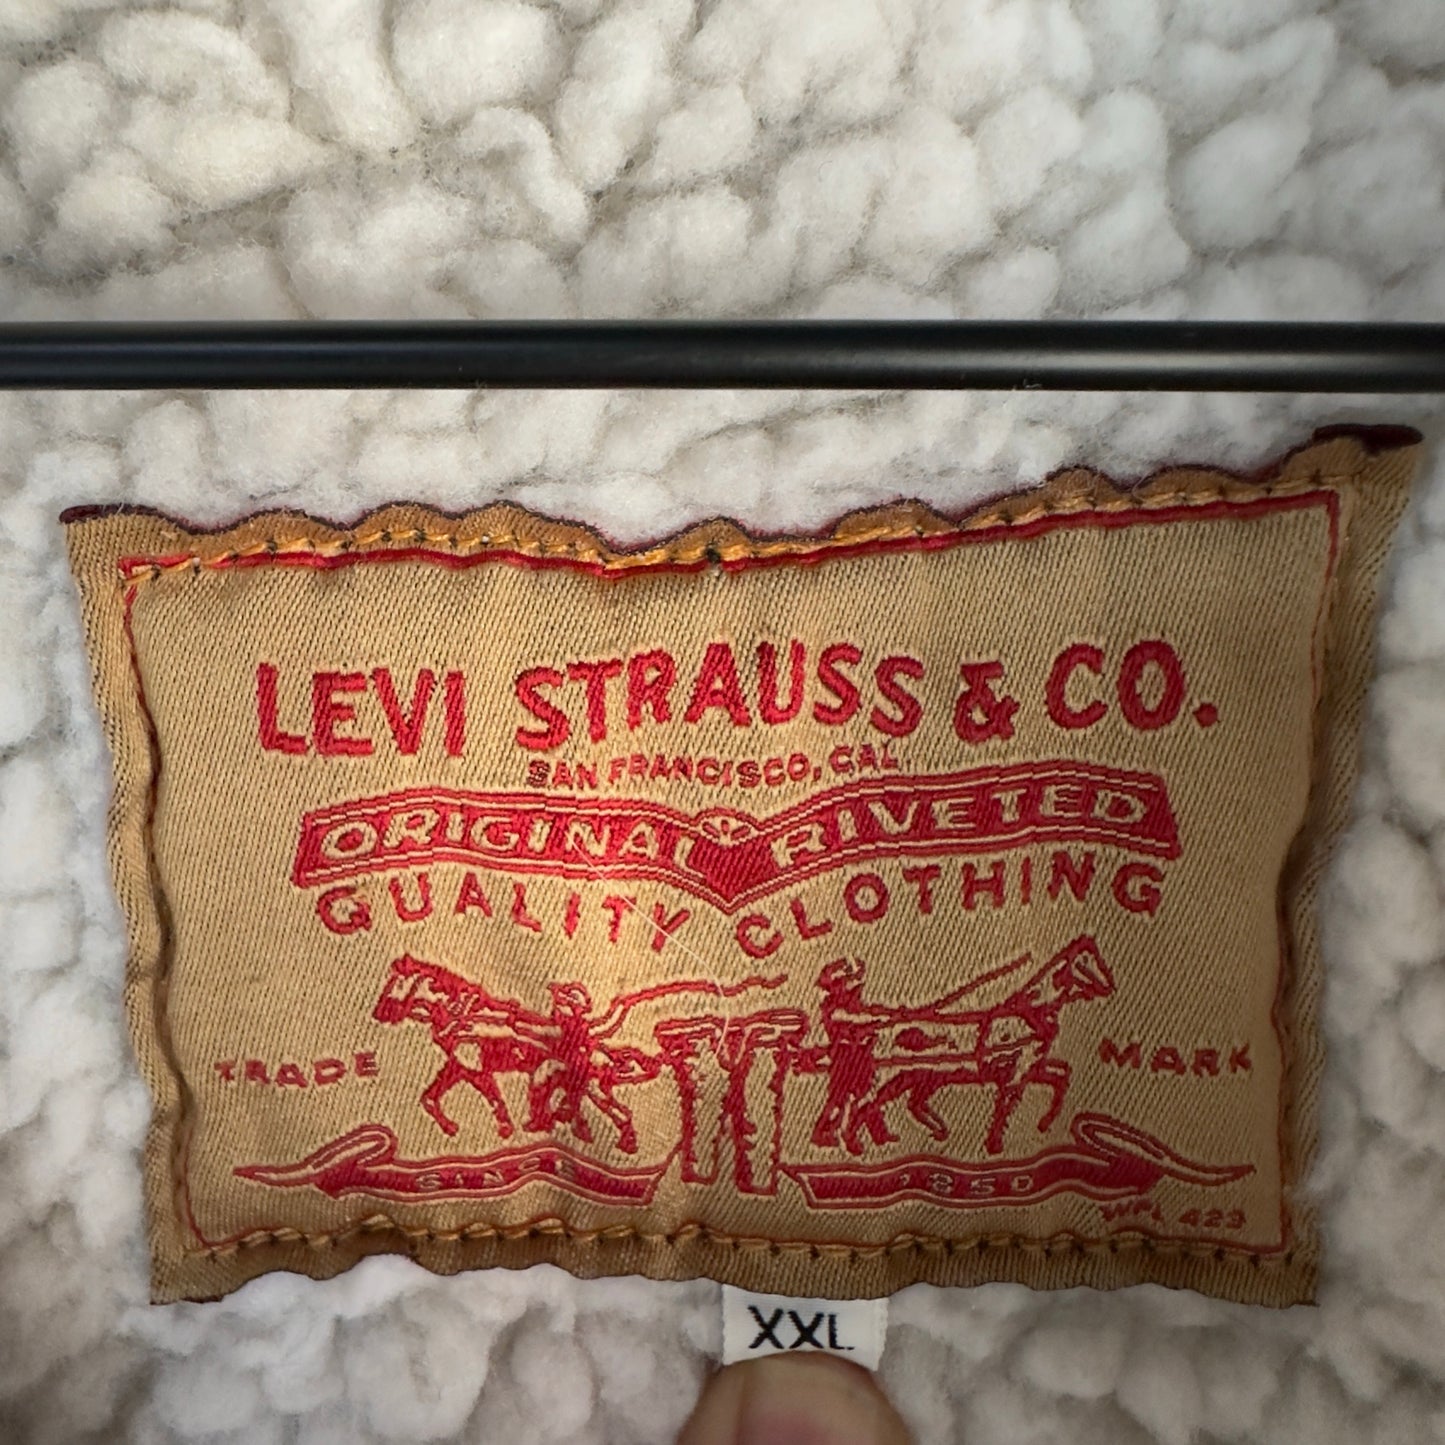 LEVI STRAUSS & CO.
SAN FRANCISCO, CAL
ORIGINAL RIVETED
QUALITY CLOTHING
TRADE MARK
SINCE 1850
WPL 423
XXL